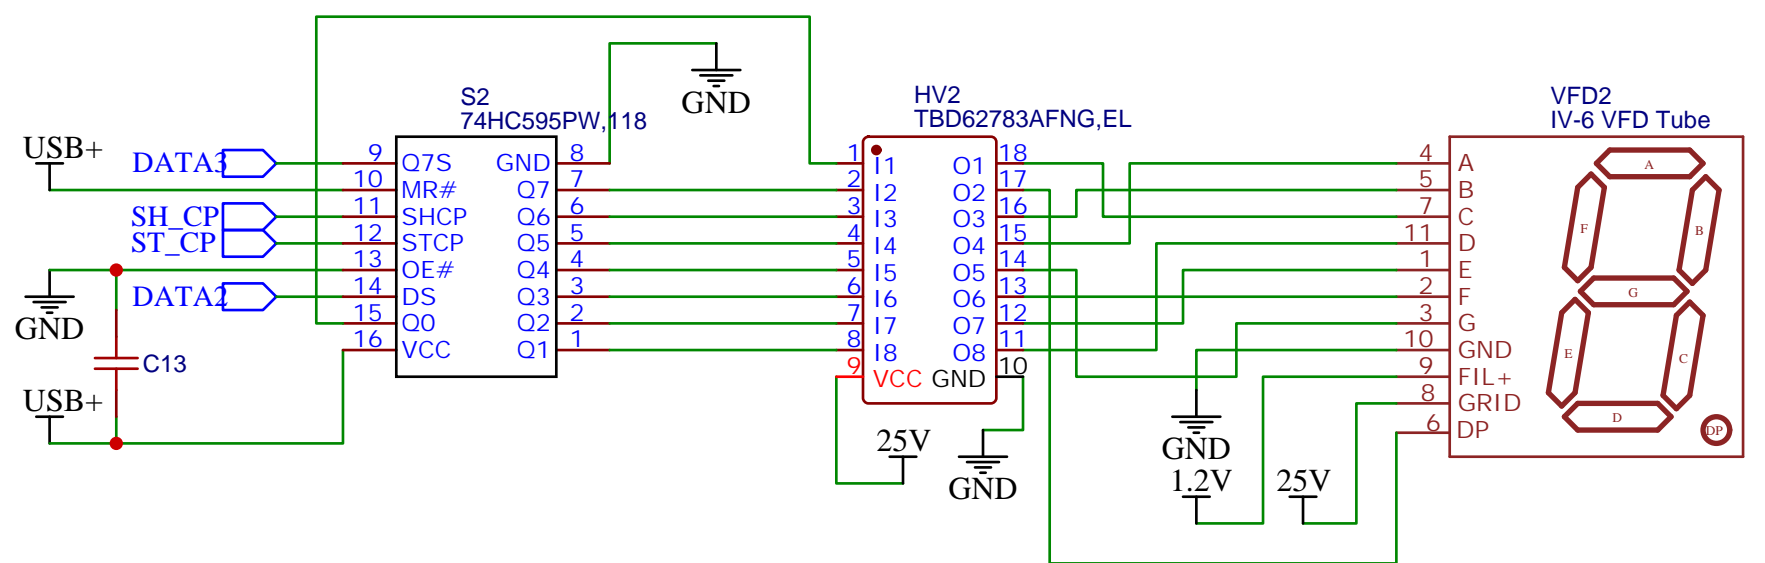 S2
74HC595PW,118
GND
HV2
TBD62783AFNG,EL
VFD2
IV-6 VFD Tube
USB+
DATA3
SH_CP
ST_CP
GND
DATA2
C13
USB+
9 Q7S GND 8
10 MR# Q7 7
11 SHCP Q6 6
12 STCP Q5 5
13 OE# Q4 4
14 DS Q3 3
15 Q0 Q2 2
16 VCC Q1 1
1 I1 O1 18
2 I2 O2 17
3 I3 O3 16
4 I4 O4 15
5 I5 O5 14
6 I6 O6 13
7 I7 O7 12
8 I8 O8 11
9 VCC GND 10
25V
GND
4 A
5 B
7 C
11 D
1 E
2 F
3 G
10 GND
9 FIL+
8 GRID
6 DP
GND
1.2V
25V
A
F
B
G
E
C
D
DP